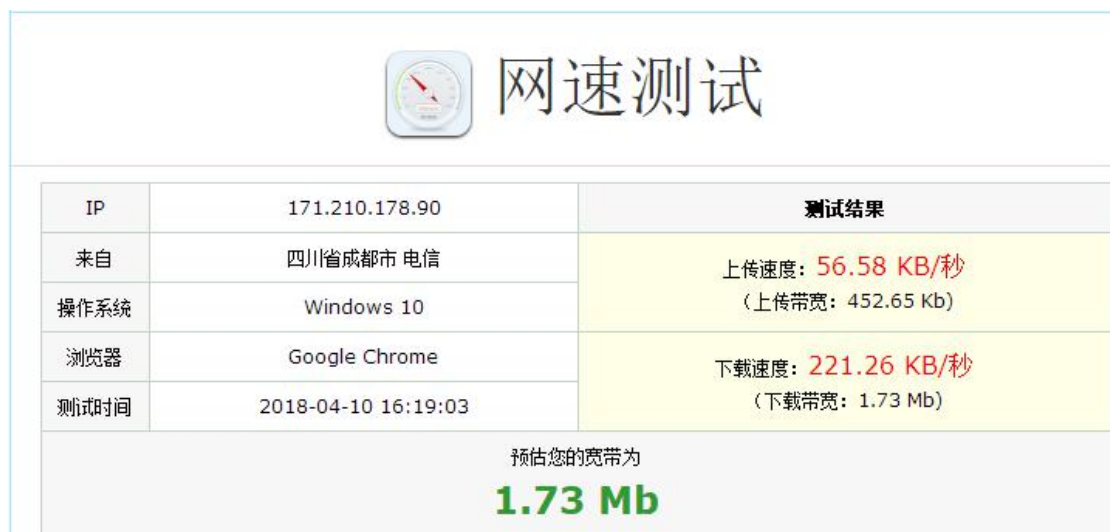 网速测试
IP 171.210.178.90 测试结果
来自 四川省成都市 电信
上传速度：56.58 KB/秒
（上传带宽：452.65 Kb）
操作系统 Windows 10
浏览器 Google Chrome
下载速度：221.26 KB/秒
（下载带宽：1.73 Mb）
测试时间 2018-04-10 16:19:03
预估您的宽带为
1.73 Mb